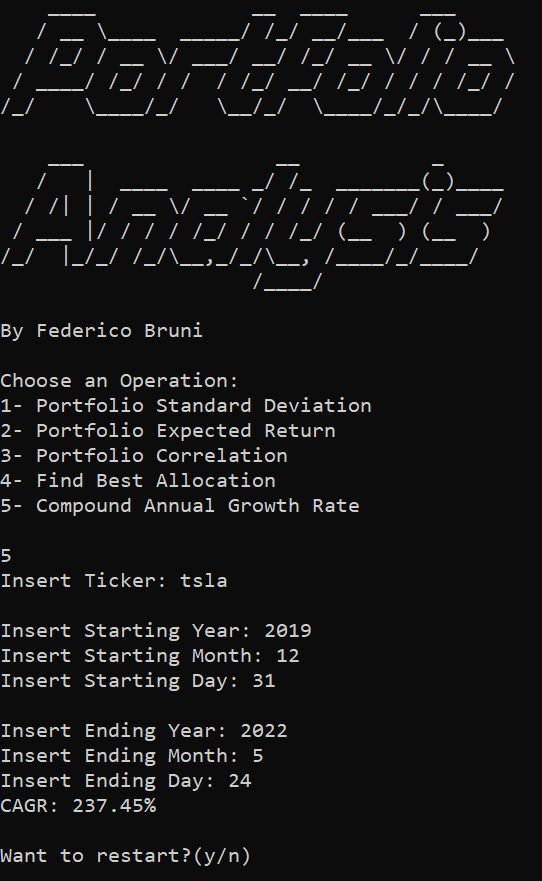 Portfolio
Analysis
By Federico Bruni
Choose an Operation:
1- Portfolio Standard Deviation
2- Portfolio Expected Return
3- Portfolio Correlation
4- Find Best Allocation
5- Compound Annual Growth Rate
5
Insert Ticker: tsla
Insert Starting Year: 2019
Insert Starting Month: 12
Insert Starting Day: 31
Insert Ending Year: 2022
Insert Ending Month: 5
Insert Ending Day: 24
CAGR: 237.45%
Want to restart?(y/n)